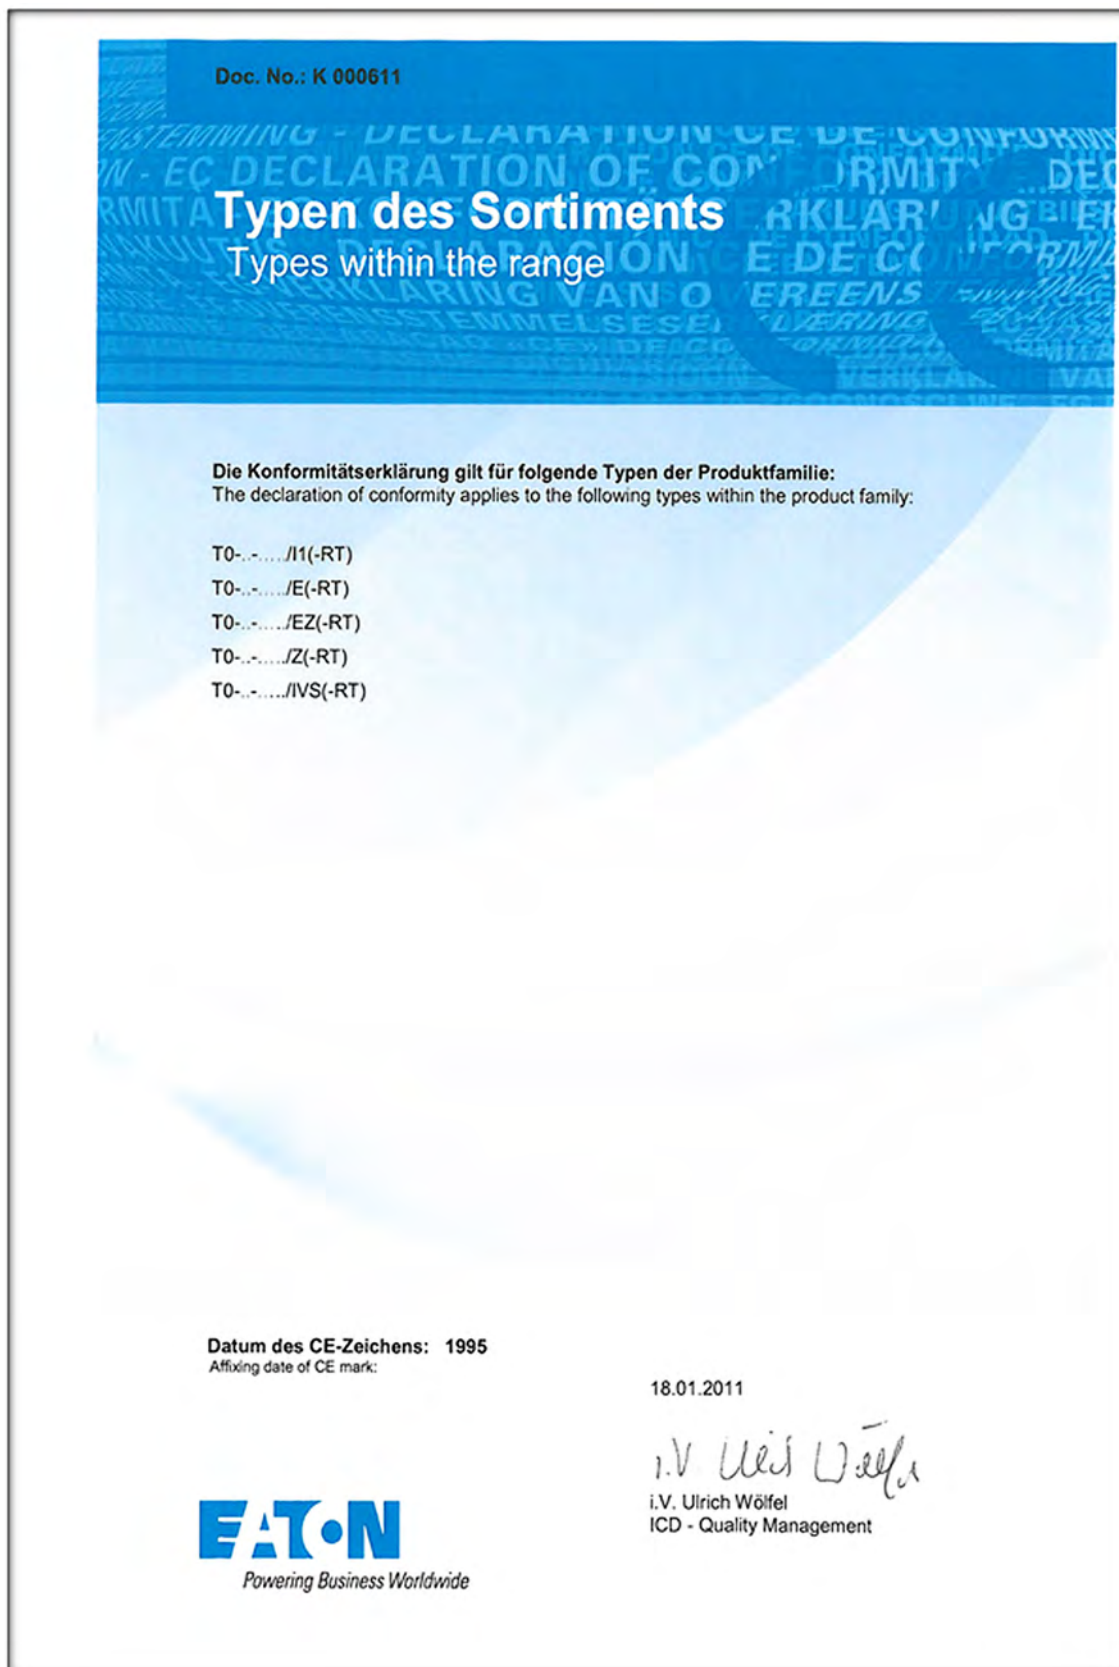 Doc. No.: K 000611
Typen des Sortiments
Types within the range
Die Konformitätserklärung gilt für folgende Typen der Produktfamilie:
The declaration of conformity applies to the following types within the product family:
T0-..-...../I1(-RT)
T0-..-...../E(-RT)
T0-..-...../EZ(-RT)
T0-..-...../Z(-RT)
T0-..-...../IVS(-RT)
Datum des CE-Zeichens: 1995
Affixing date of CE mark:
18.01.2011
i.V. Ulrich Wölfel
ICD - Quality Management
EATON
Powering Business Worldwide